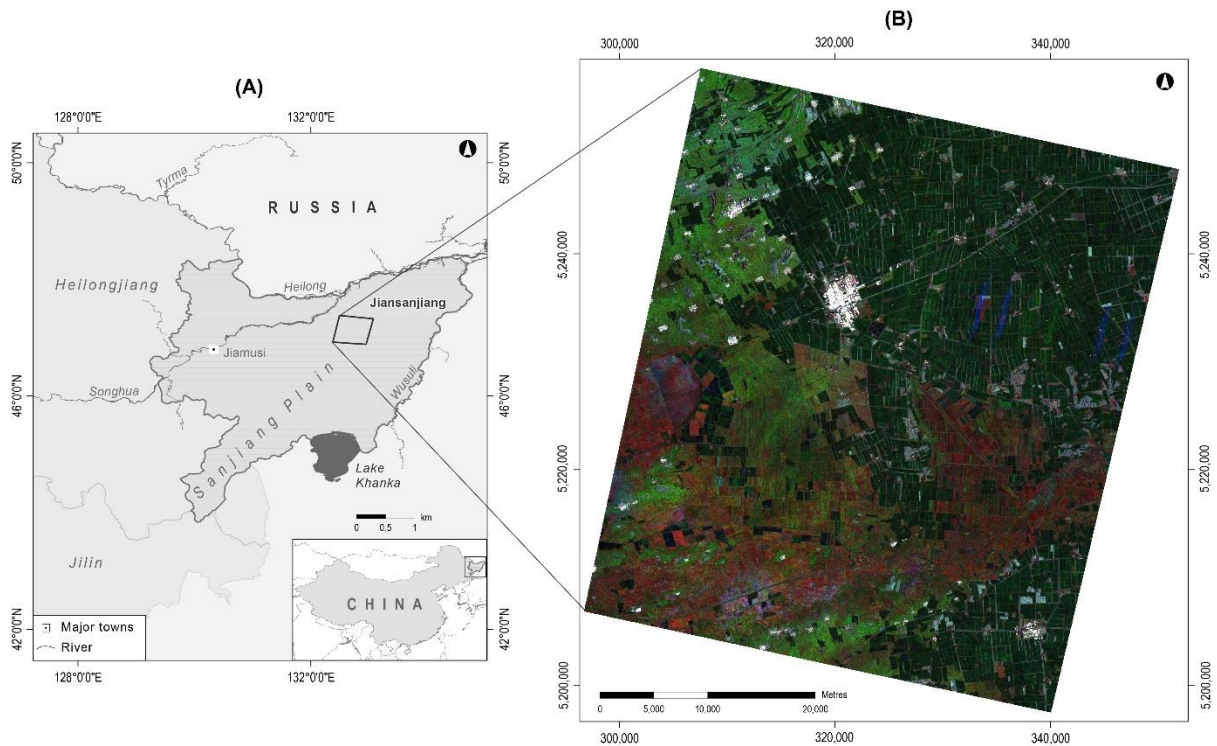 (A)
128°0'0"E
132°0'0"E
50°0'0"N
50°0'0"N
Tyrma
RUSSIA
Heilongjiang
Heilong
Jiansanjiang
Jiamusi
Songhua
46°0'0"N
46°0'0"N
Wusuli
Sanjiang Plain
Lake
Khanka
0 0.5 1 km
Jilin
CHINA
Major towns
River
42°0'0"N
42°0'0"N
128°0'0"E
132°0'0"E
(B)
300,000
320,000
340,000
5,240,000
5,240,000
5,220,000
5,220,000
5,200,000
5,200,000
Metres
0 5,000 10,000 20,000
300,000
320,000
340,000